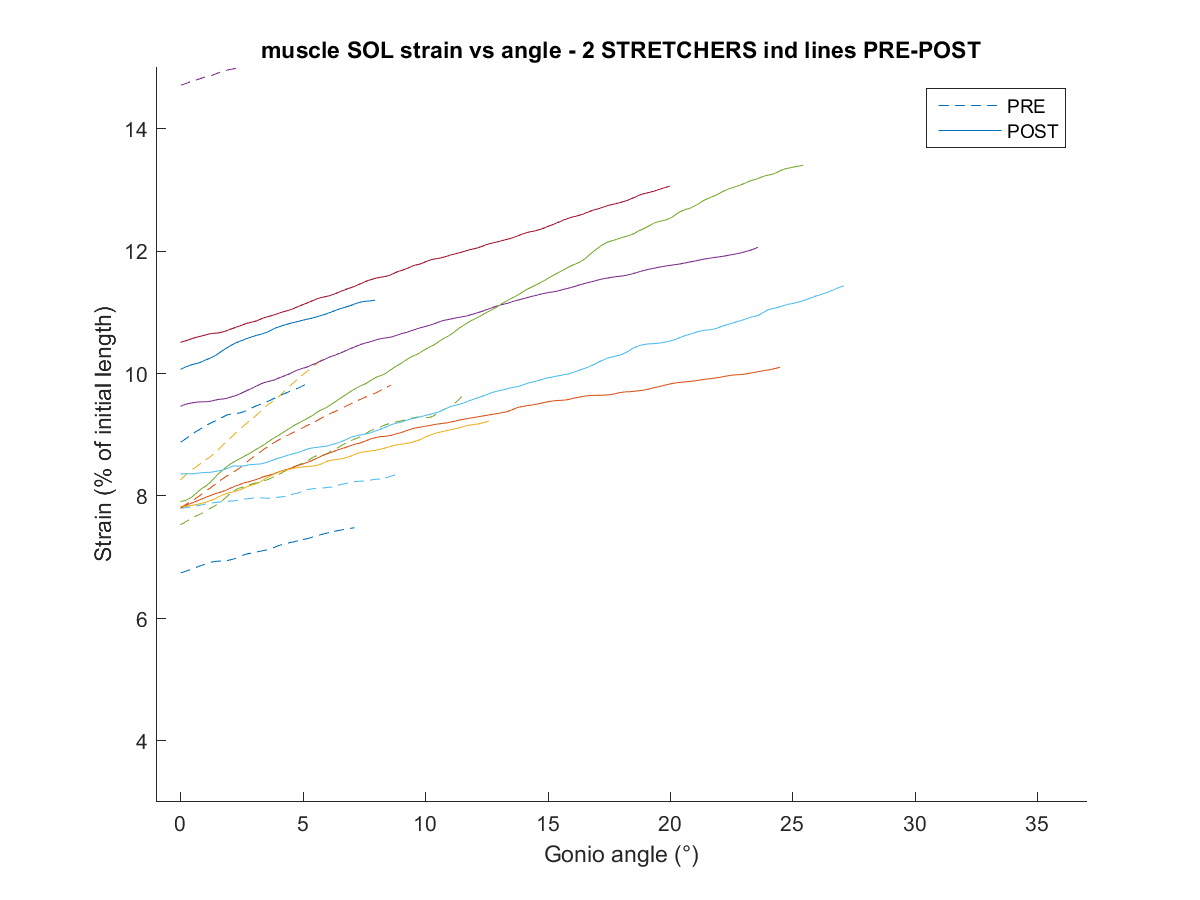 muscle SOL strain vs angle - 2 STRETCHERS ind lines PRE-POST
PRE
POST
14
12
10
8
6
4
Strain (% of initial length)
0
5
10
15
20
25
30
35
Gonio angle (°)